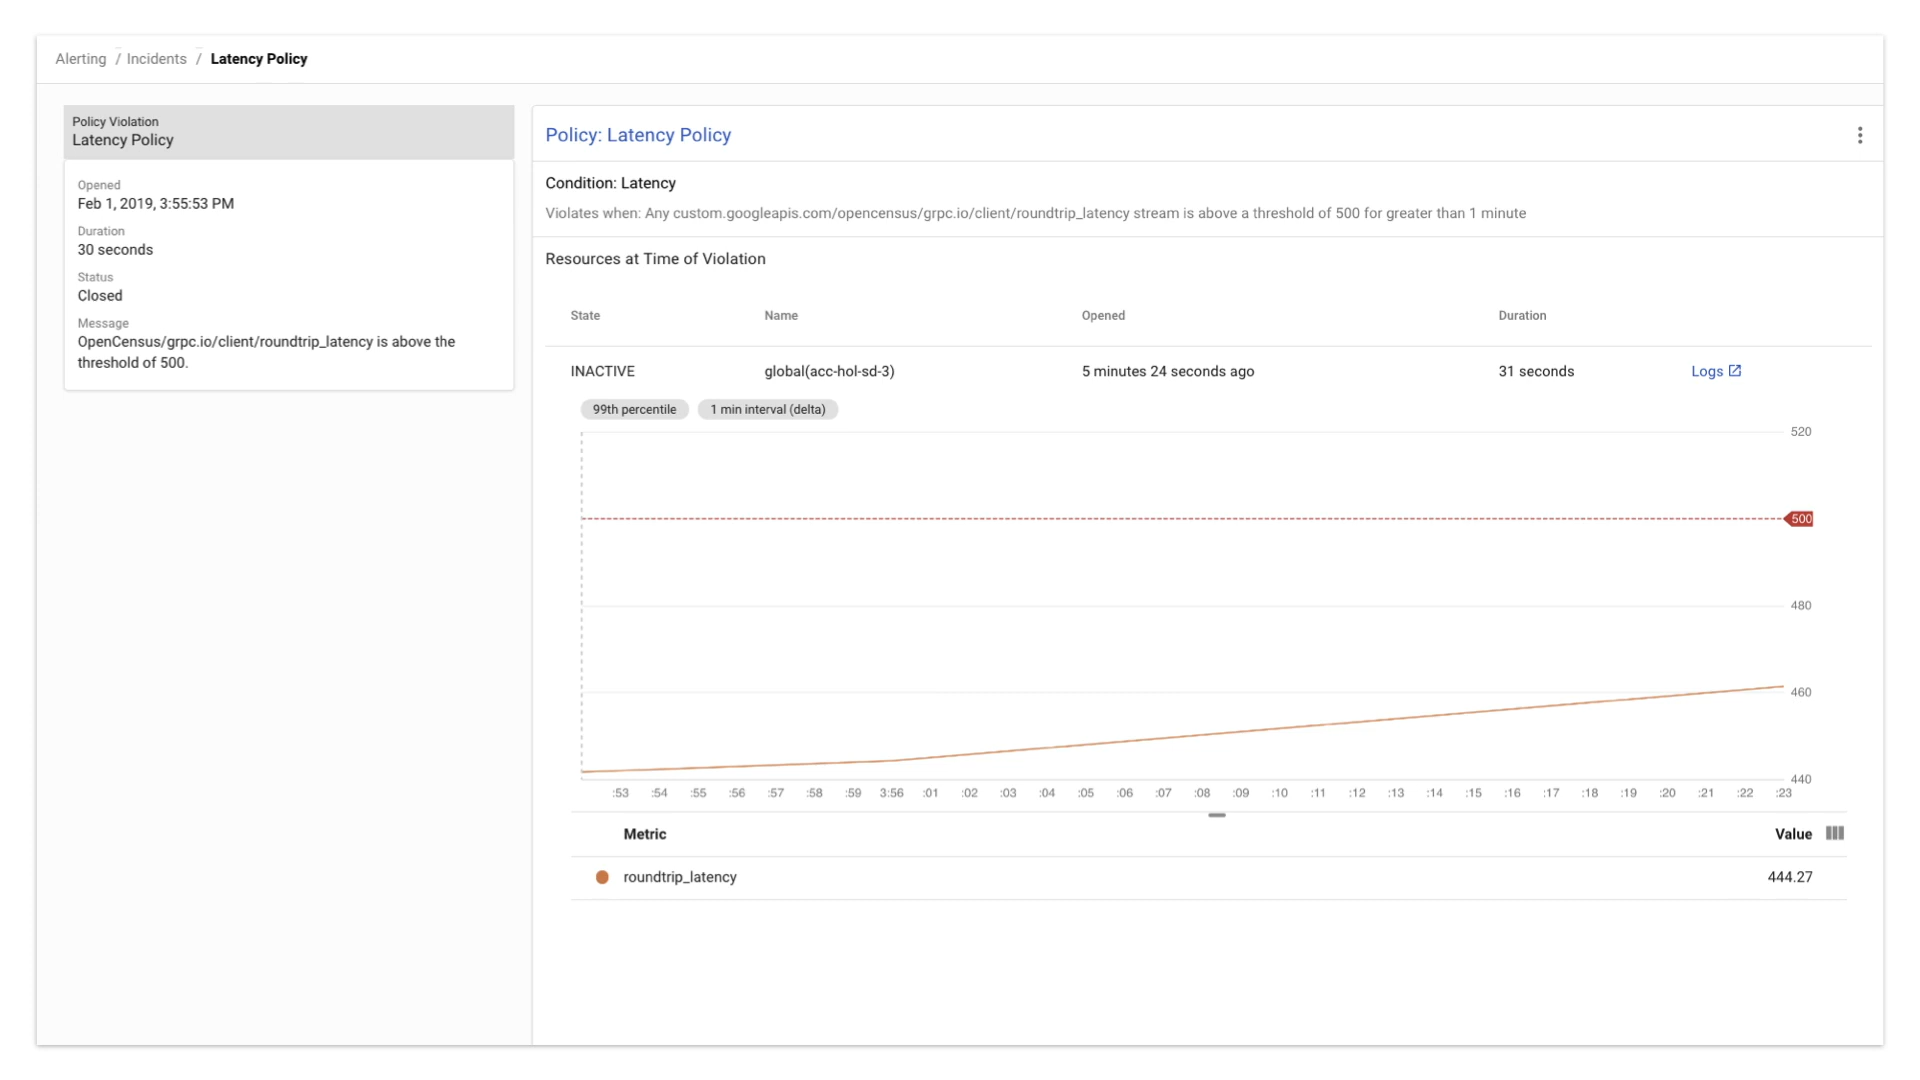 Alerting / Incidents / Latency Policy
Policy Violation
Latency Policy
Opened
Feb 1, 2019, 3:55:53 PM
Duration
30 seconds
Status
Closed
Message
OpenCensus/grpc.io/client/roundtrip_latency is above the
threshold of 500.
Policy: Latency Policy
Condition: Latency
Violates when: Any custom.googleapis.com/opencensus/grpc.io/client/roundtrip_latency stream is above a threshold of 500 for greater than 1 minute
Resources at Time of Violation
State Name Opened Duration
INACTIVE global(acc-hol-sd-3) 5 minutes 24 seconds ago 31 seconds Logs
99th percentile 1 min interval (delta)
520
500
480
460
440
:53 :54 :55 :56 :57 :58 :59 3:56 :01 :02 :03 :04 :05 :06 :07 :08 :09 :10 :11 :12 :13 :14 :15 :16 :17 :18 :19 :20 :21 :22 :23
Metric Value
roundtrip_latency 444.27